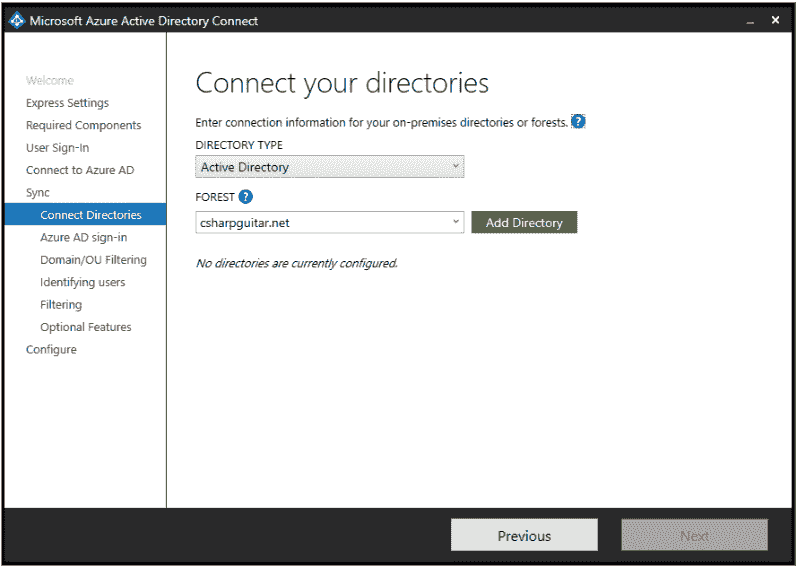 Microsoft Azure Active Directory Connect
Welcome
Express Settings
Required Components
User Sign-In
Connect to Azure AD
Sync
Connect Directories
Azure AD sign-in
Domain/OU Filtering
Identifying users
Filtering
Optional Features
Configure
Connect your directories
Enter connection information for your on-premises directories or forests. ?
DIRECTORY TYPE
Active Directory
FOREST ?
csharpguitar.net
Add Directory
No directories are currently configured.
Previous
Next